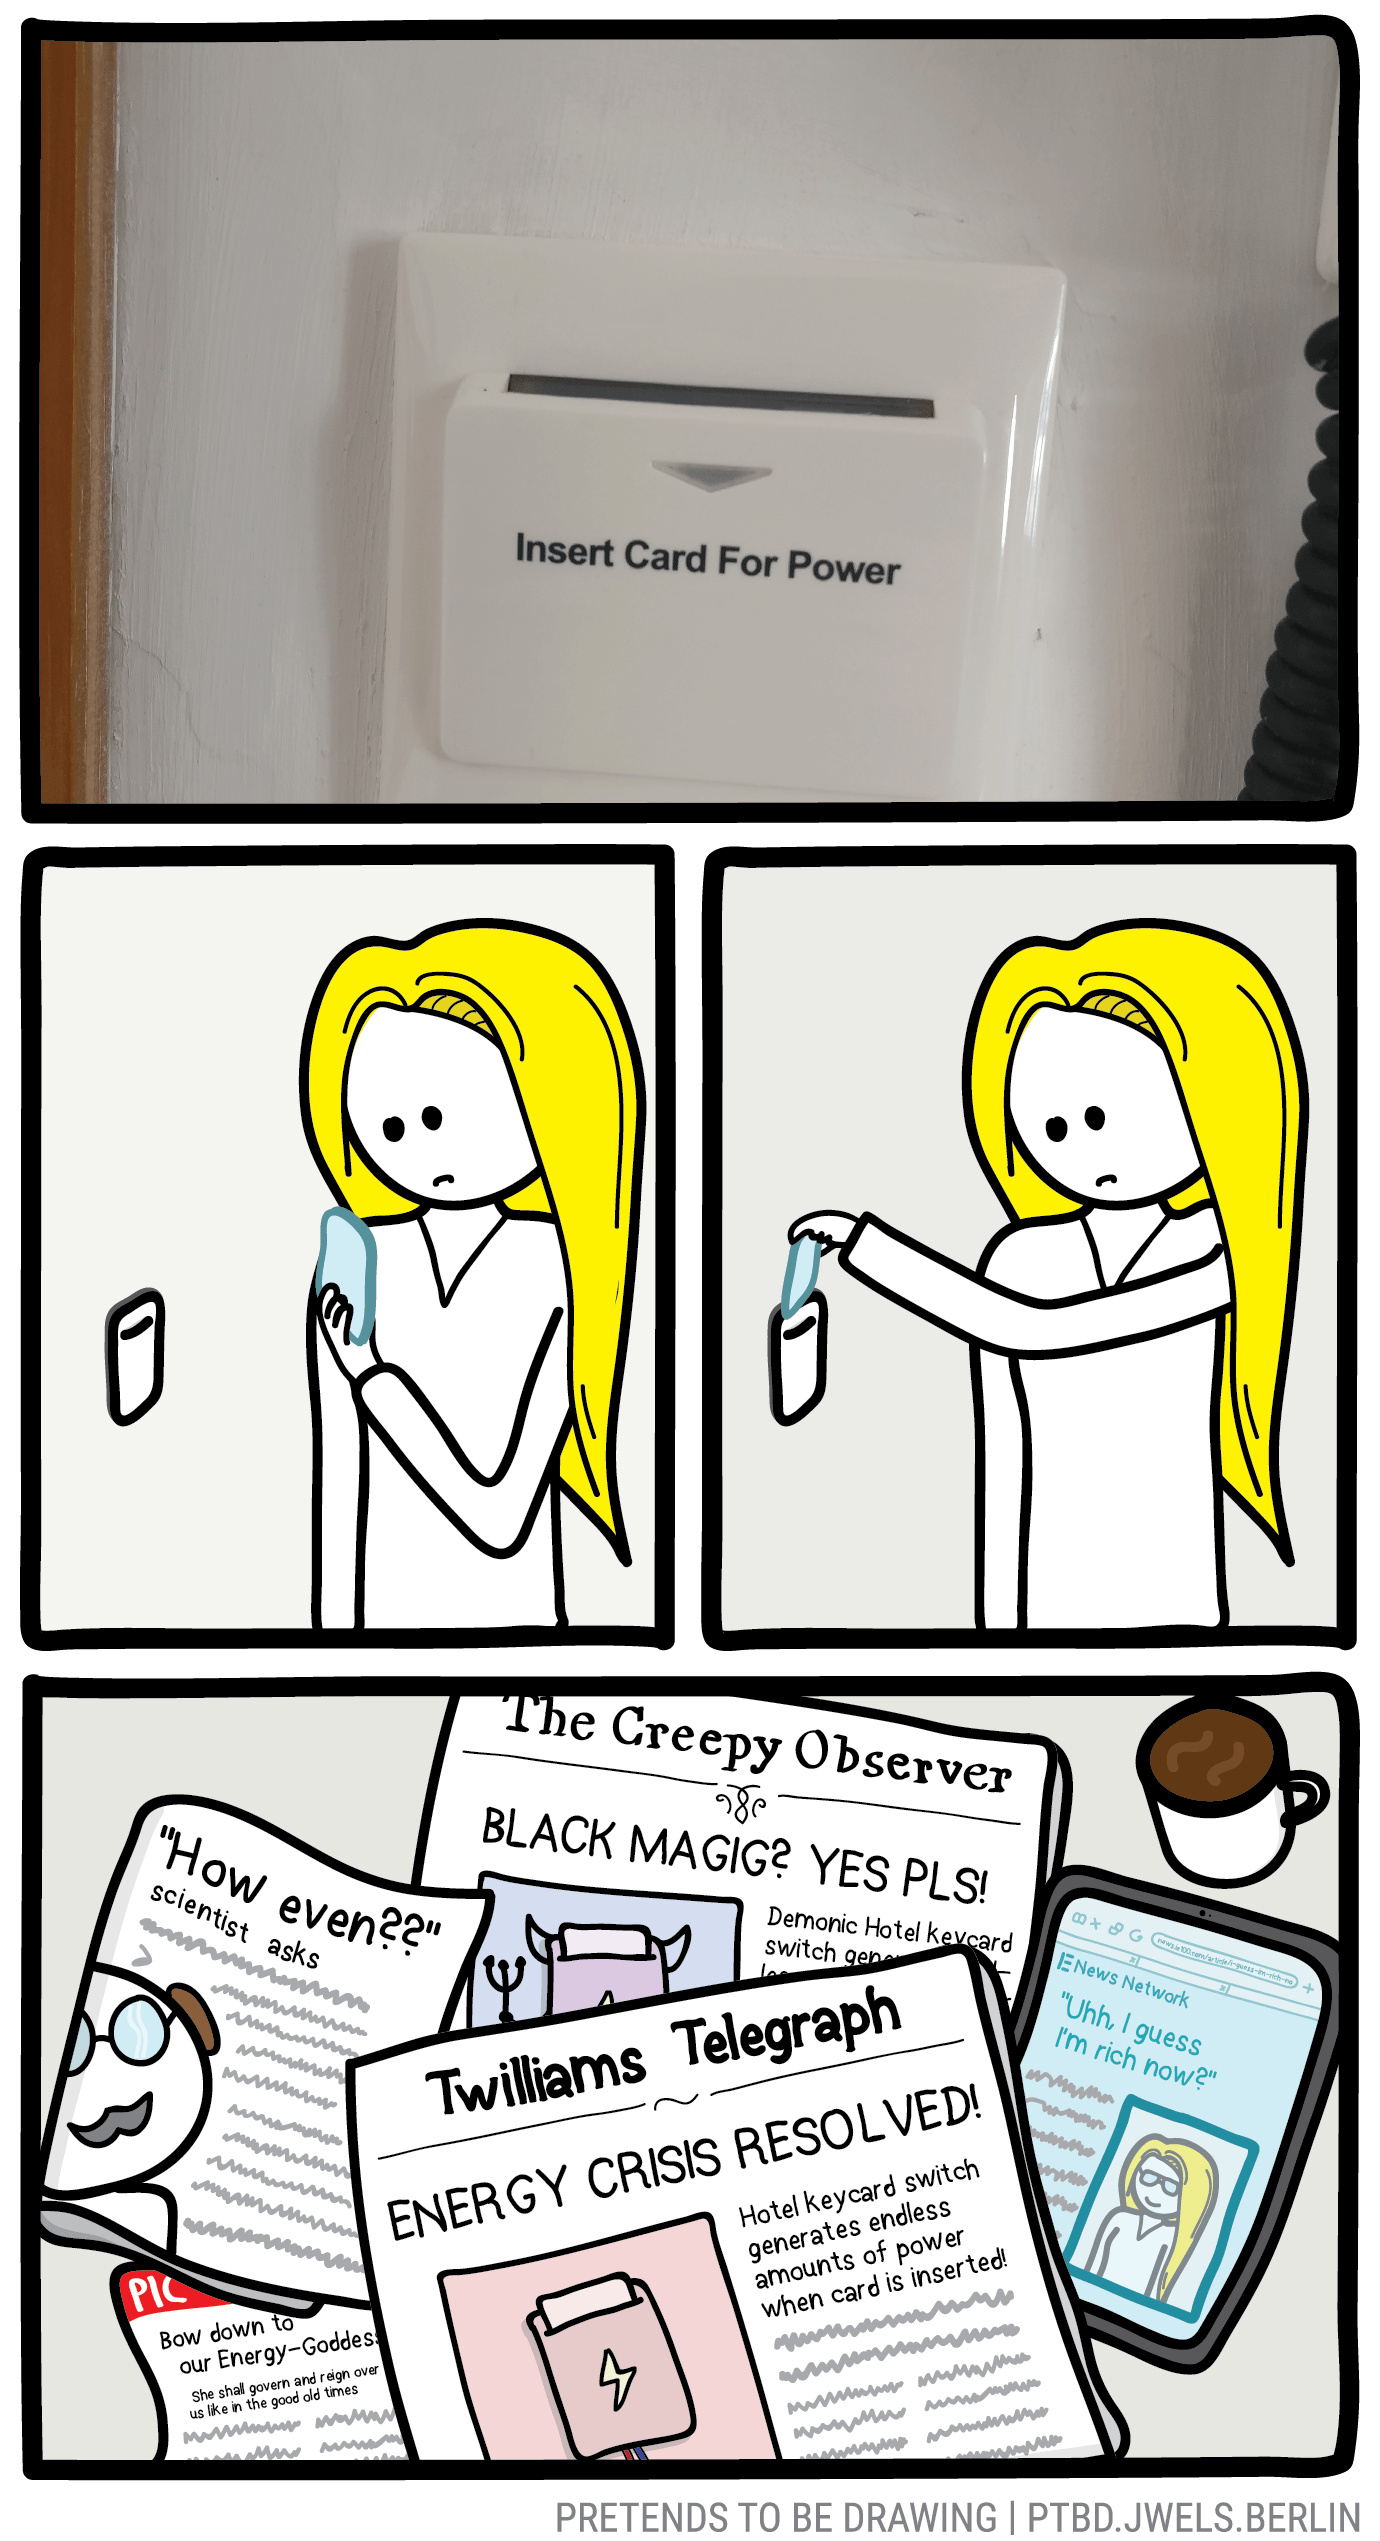 Insert Card For Power
The Creepy Observer
BLACK MAGIG? YES PLS!
Demonic Hotel Keycard
switch
"How even??"
scientist asks
Twilliams Telegraph
ENERGY CRISIS RESOLVED!
Hotel Keycard switch
generates endless
amounts of power
when card is inserted!
News Network
"Uhh, I guess
I'm rich now?"
PIC
Bow down to
our Energy-Goddess
She shall govern and reign over
us like in the good old times
PRETENDS TO BE DRAWING | PTBD.JWELS.BERLIN